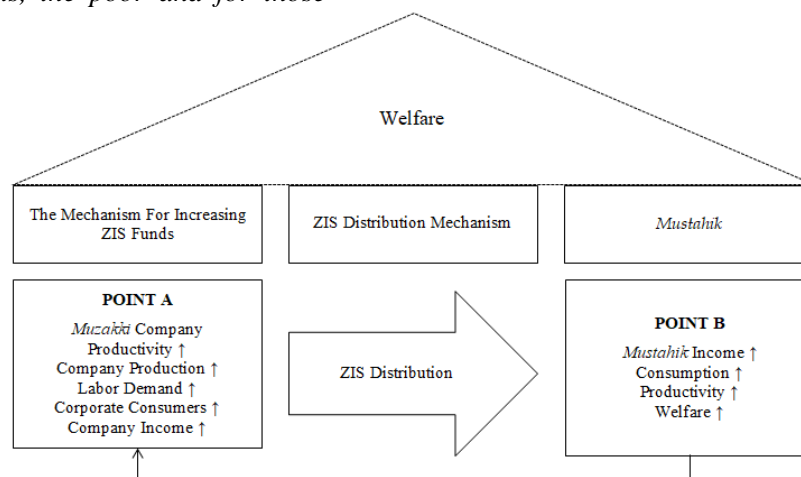 the poor and for those
Welfare
The Mechanism For Increasing
ZIS Funds
ZIS Distribution Mechanism
Mustahik
POINT A
Muzakki Company
Productivity ↑
Company Production ↑
Labor Demand ↑
Corporate Consumers ↑
Company Income ↑
ZIS Distribution
POINT B
Mustahik Income ↑
Consumption ↑
Productivity ↑
Welfare ↑